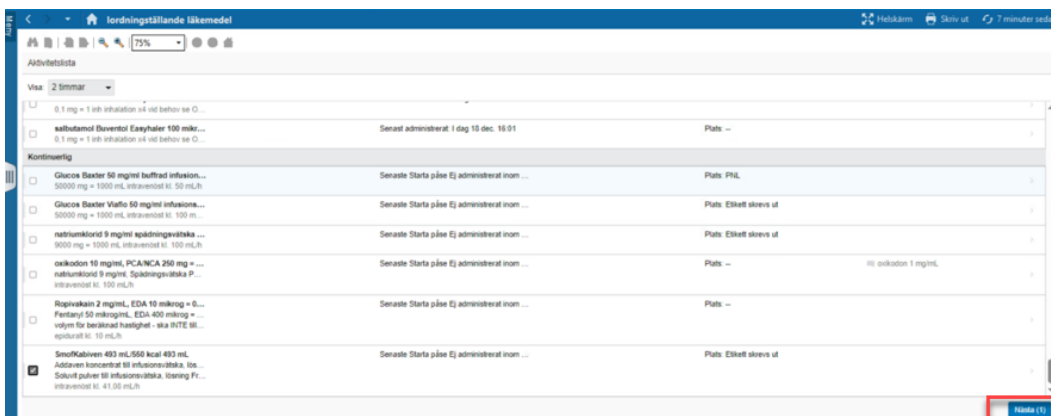 Meny
Iordningställande läkemedel
Helskärm
Skriv ut
7 minuter seda
75%
Aktivitetslista
Visa: 2 timmar
0,1 mg = 1 inh inhalation x4 vid behov se O...
salbutamol Buventol Easyhaler 100 mikr...
Senast administrerat: I dag 18 dec. 16:01
Plats: --
0,1 mg = 1 inh inhalation x4 vid behov se O...
Kontinuerlig
Glucos Baxter 50 mg/ml buffrad infusion...
Senaste Starta påse Ej administrerat inom ...
Plats: PNL
50000 mg = 1000 mL intravenöst kl. 50 mL/h
Glucos Baxter Viaflo 50 mg/ml infusions...
Senaste Starta påse Ej administrerat inom ...
Plats: Etikett skrevs ut
50000 mg = 1000 mL intravenöst kl. 100 m...
natriumklorid 9 mg/ml spädningsvätska ...
Senaste Starta påse Ej administrerat inom ...
Plats: Etikett skrevs ut
9000 mg = 1000 mL intravenöst kl. 100 mL/h
oxikodon 10 mg/ml, PCA/NCA 250 mg = ...
Senaste Starta påse Ej administrerat inom ...
Plats: --
oxikodon 1 mg/mL
natriumklorid 9 mg/ml, Spädningsvätska P...
intravenöst kl. 100 mL/h
Ropivakain 2 mg/mL, EDA 10 mikrog = 0...
Senaste Starta påse Ej administrerat inom ...
Plats: --
Fentanyl 50 mikrog/mL, EDA 400 mikrog = ...
volym för beräknad hastighet - ska INTE till...
epiduralt kl. 10 mL/h
SmofKabiven 493 mL/550 kcal 493 mL
Senaste Starta påse Ej administrerat inom ...
Plats: Etikett skrevs ut
Addaven koncentrat till infusionsvätska, lös...
Soluvit pulver till infusionsvätska, lösning Fr...
intravenöst kl. 41,00 mL/h
Nästa (1)